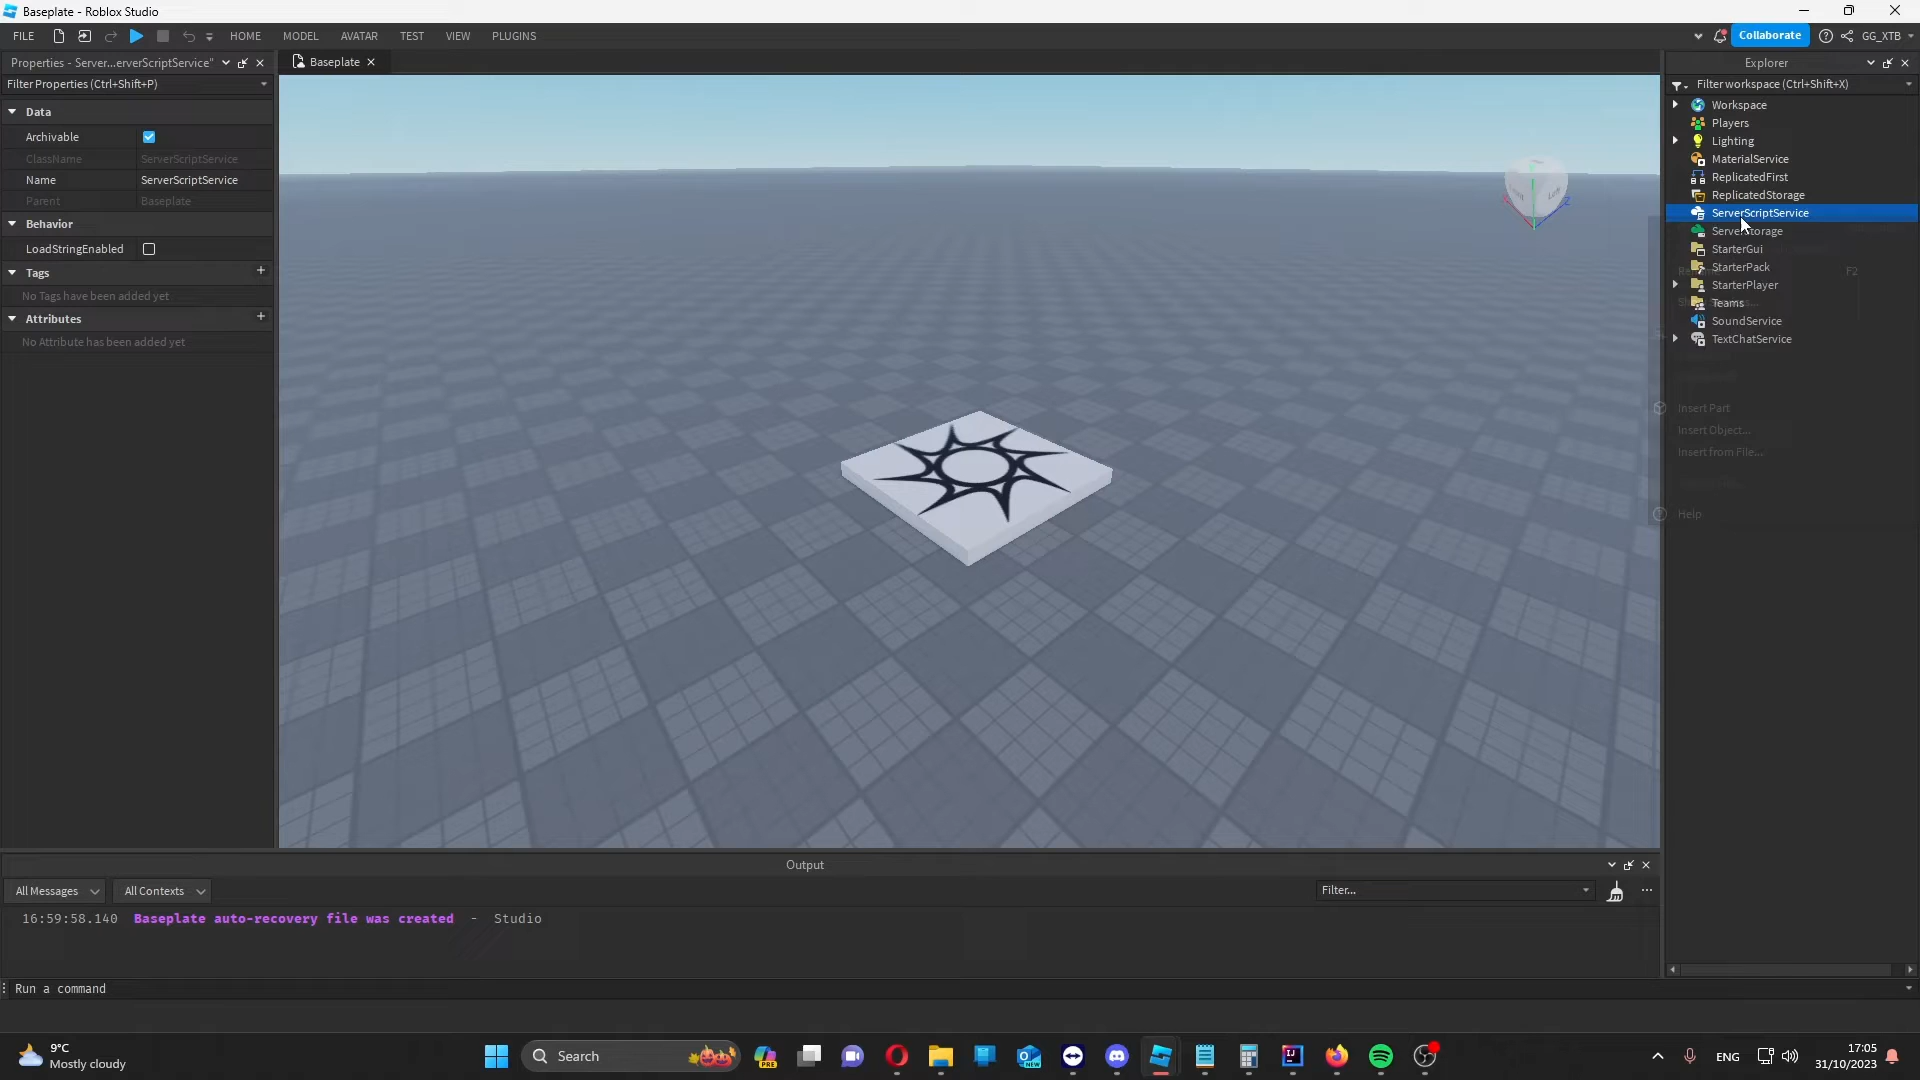 Baseplate - Roblox Studio
FILE HOME MODEL AVATAR TEST VIEW PLUGINS Collaborate GG_XTB
Properties - Server...erverScriptService"
Filter Properties (Ctrl+Shift+P)
Data
Archivable
ClassName ServerScriptService
Name ServerScriptService
Parent Baseplate
Behavior
LoadStringEnabled
Tags
No Tags have been added yet
Attributes
No Attribute has been added yet
Baseplate
Left
Explorer
Filter workspace (Ctrl+Shift+X)
Workspace
Players
Lighting
MaterialService
ReplicatedFirst
ReplicatedStorage
ServerScriptService
ServerStorage
StarterGui
StarterPack
F2
StarterPlayer
Teams
SoundService
TextChatService
Insert Part
Insert Object...
Insert from File...
Help
Output
All Messages All Contexts Filter...
16:59:58.140 Baseplate auto-recovery file was created - Studio
Run a command
9°C
Mostly cloudy
Search
PRE
NEW
ENG
17:05
31/10/2023